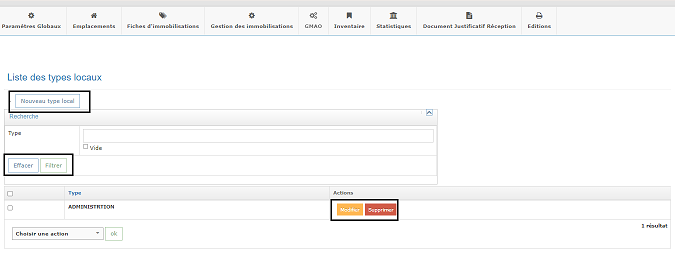 Paramètres Globaux Emplacements Fiches d'immobilisations Gestion des immobilisations GMAO Inventaire Statistiques Document Justificatif Réception Editions
Liste des types locaux
Nouveau type local
Recherche
Type
Vide
Effacer Filtrer
Type Actions
ADMINISTRTION Modifier Supprimer
1 résultat
Choisir une action ok